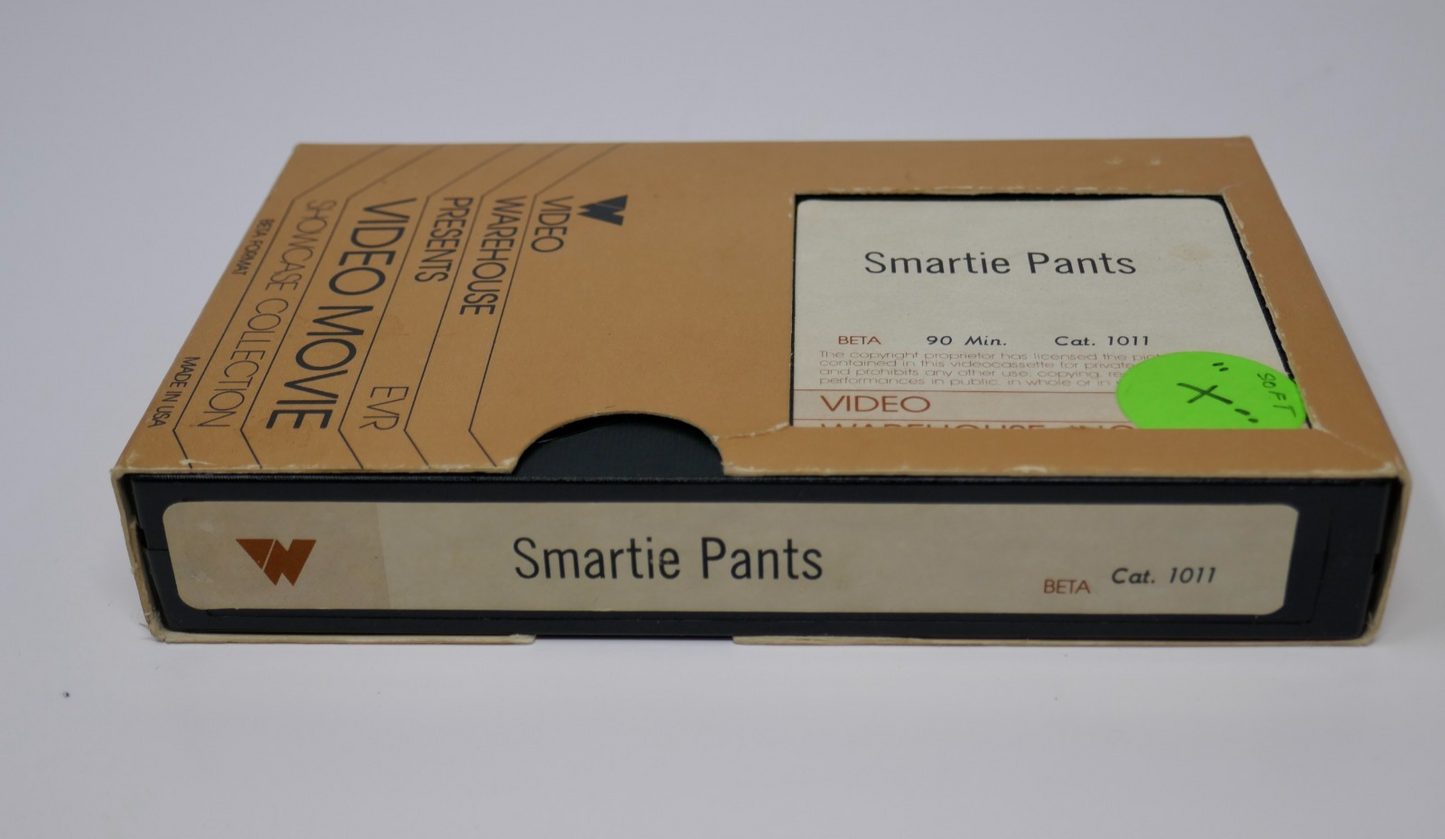 VIDEO
WAREHOUSE
PRESENTS
EVR
VIDEO MOVIE
SHOWCASE COLLECTION
BETA FORMAT
MADE IN USA
Smartie Pants
BETA 90 Min. Cat. 1011
The copyright proprietor has licensed the
contained in this videocassette for private
and prohibits any other use, copying,
performances in public, in whole or in
VIDEO
WAREHOUSE, INC
SOFT
"X"
Smartie Pants
BETA Cat. 1011